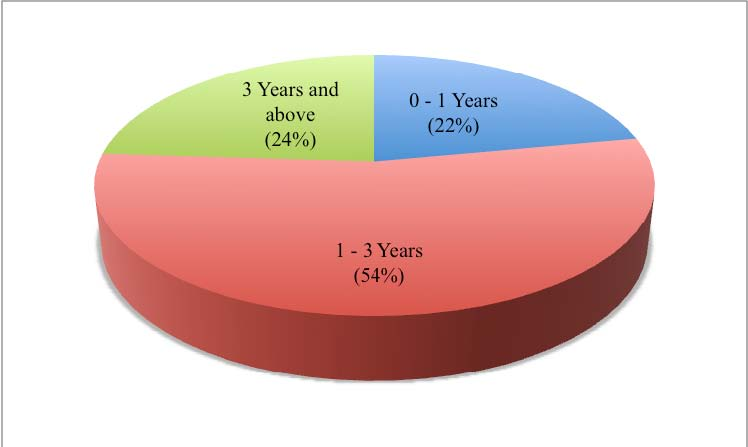 3 Years and
above
(24%)
0 - 1 Years
(22%)
1 - 3 Years
(54%)